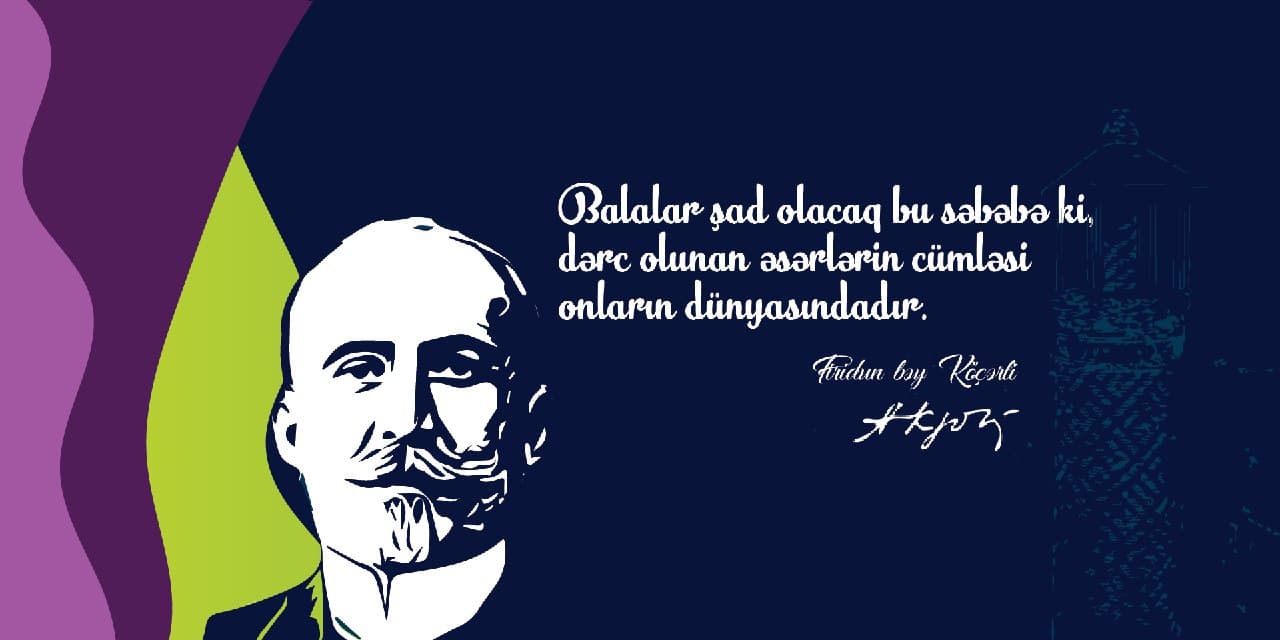 Balalar şad olacaq bu səbəbə ki,
dərc olunan əsərlərin cümləsi
onların dünyasındadır.
Firidun bəy Köçərli